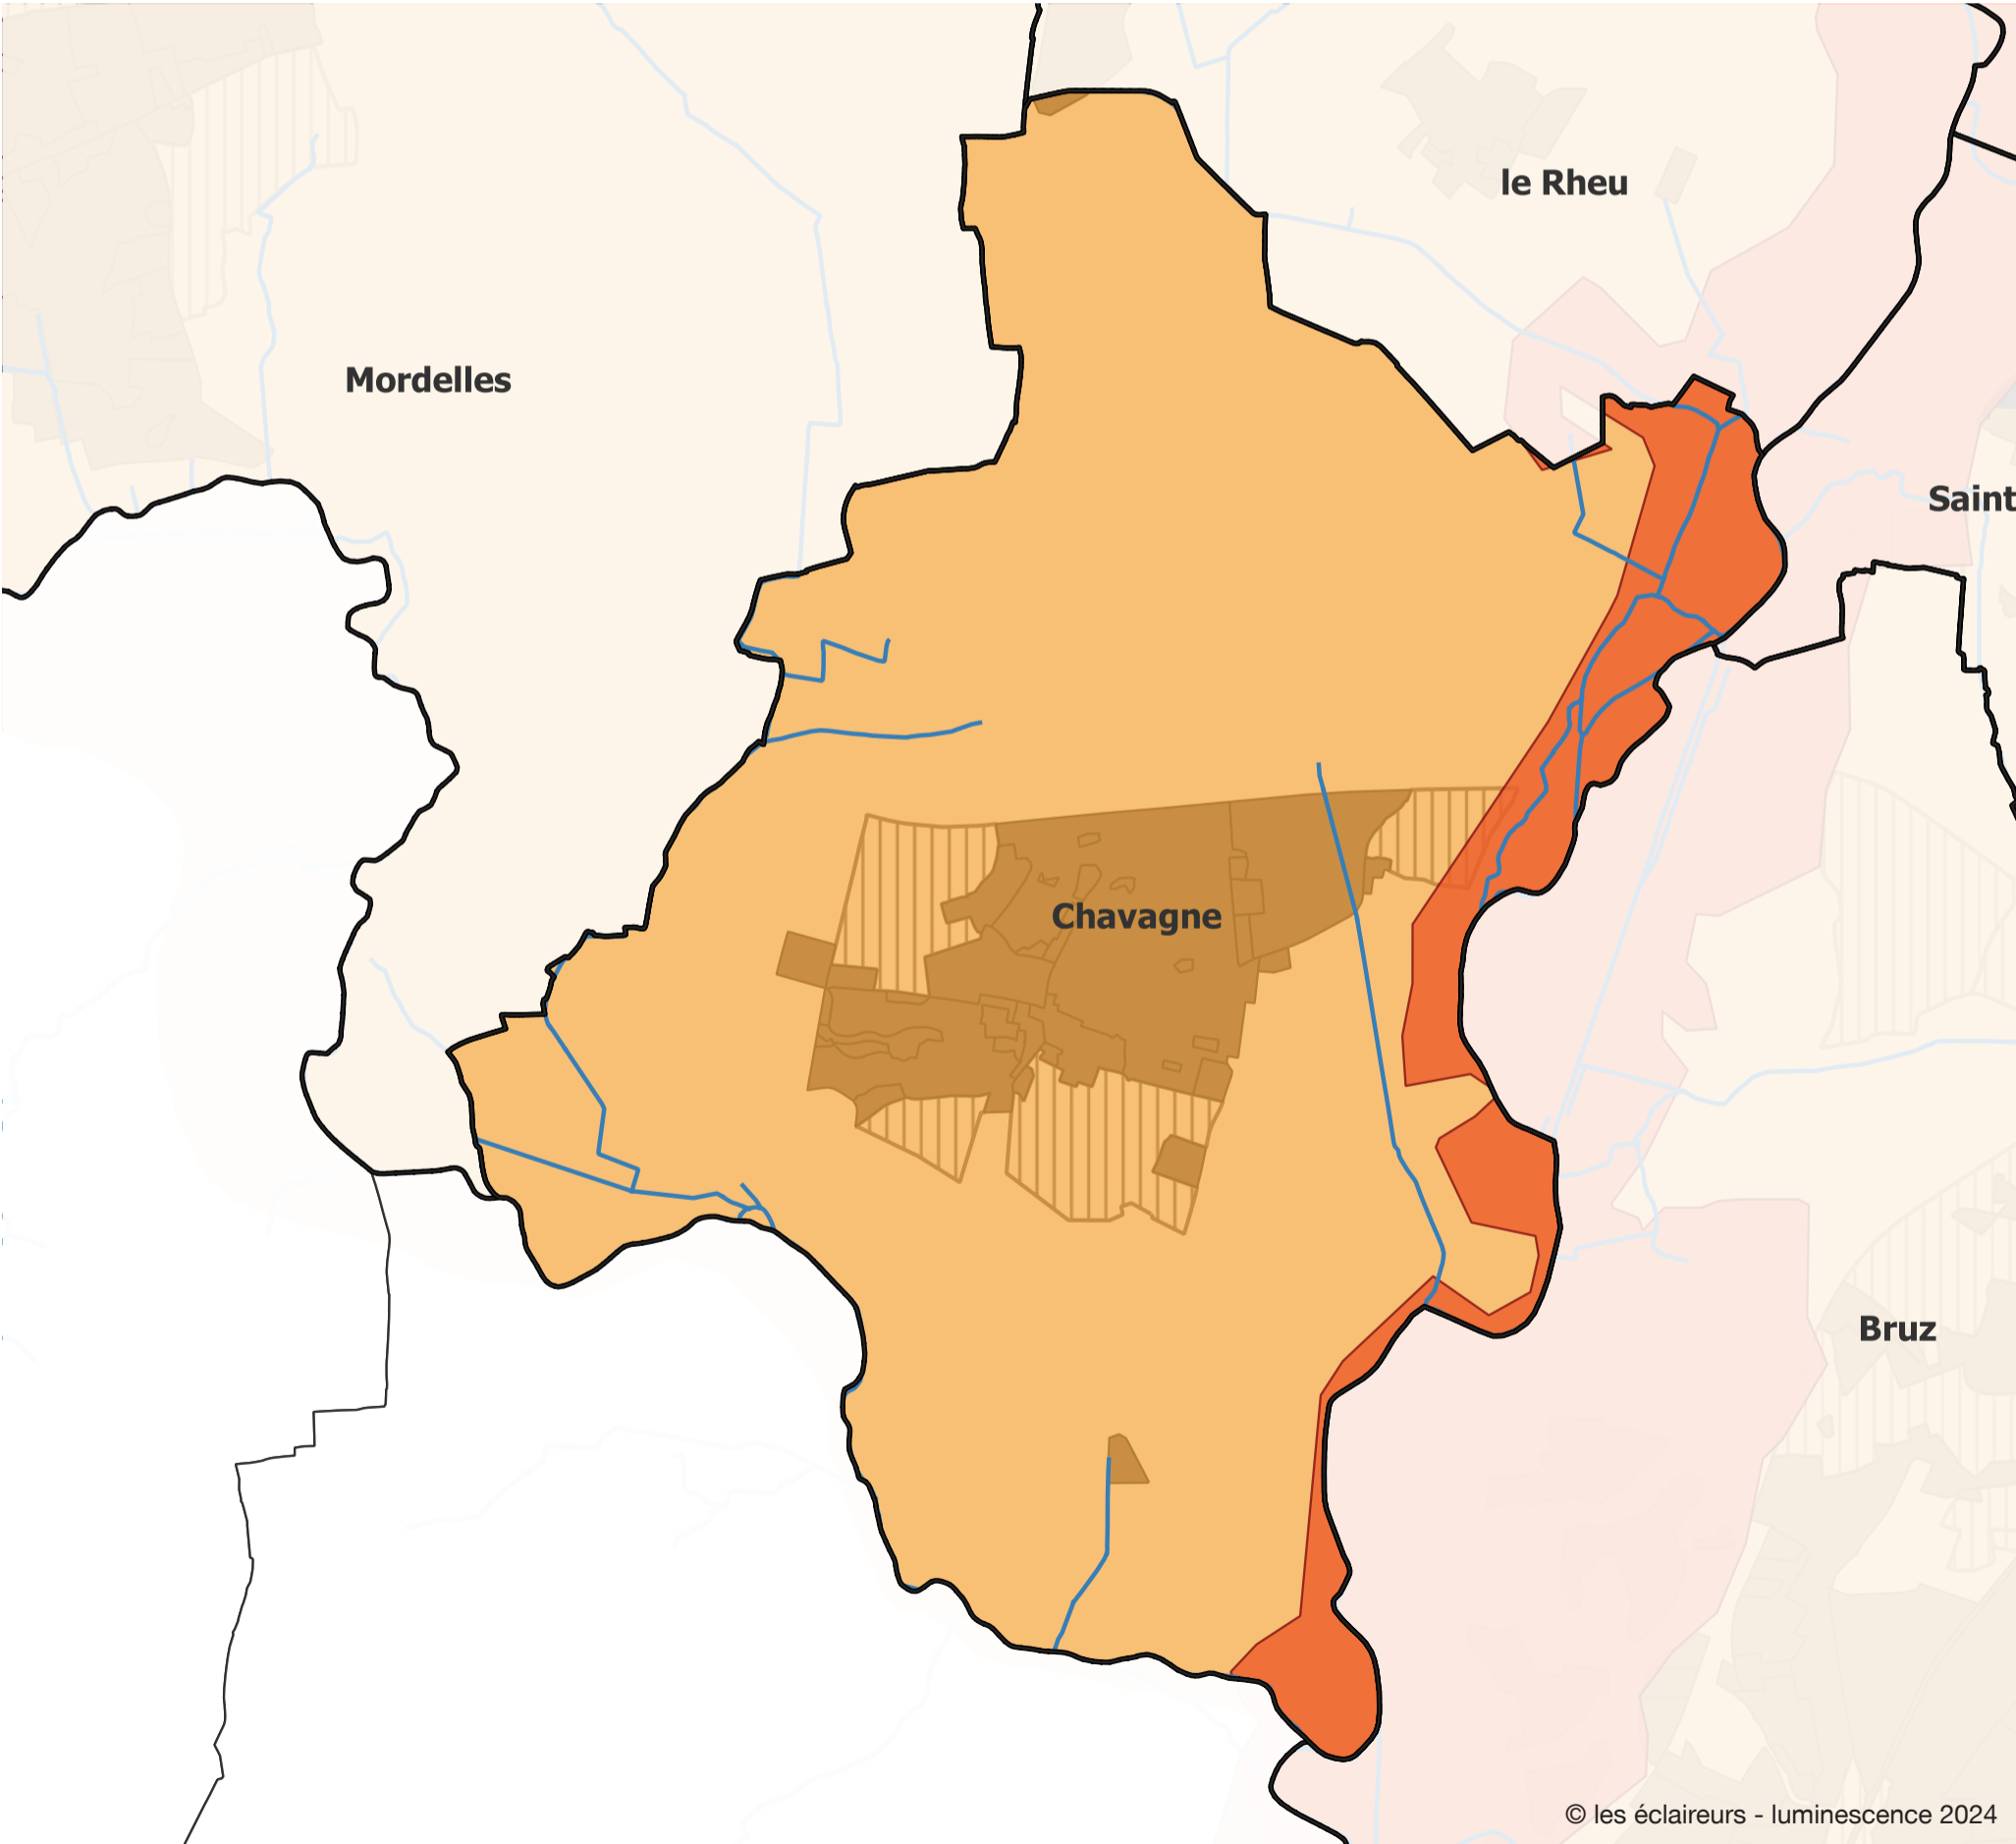 le Rheu
Mordelles
Saint
Chavagne
Bruz
© les éclaireurs - luminescence 2024